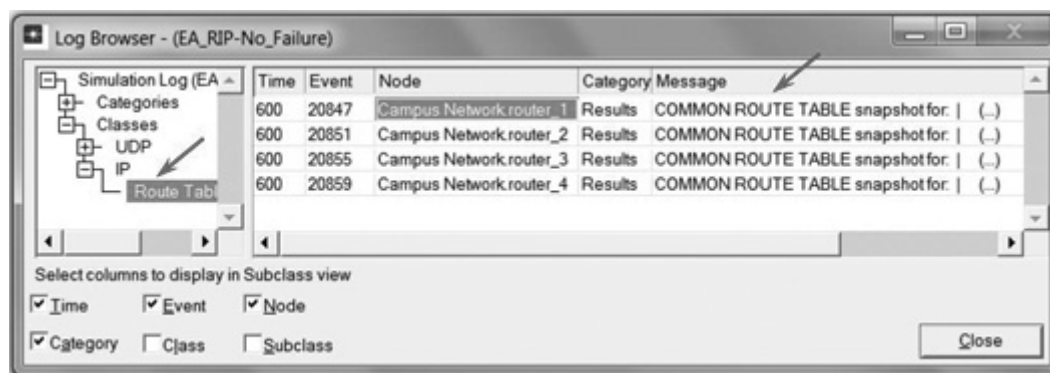 Log Browser - (EA_RIP-No_Failure)
Simulation Log (EA
Categories
Classes
UDP
IP
Route Tabl
Time Event Node Category Message
600 20847 Campus Network.router_1 Results COMMON ROUTE TABLE snapshot for: | (...)
600 20851 Campus Network.router_2 Results COMMON ROUTE TABLE snapshot for: | (...)
600 20855 Campus Network.router_3 Results COMMON ROUTE TABLE snapshot for: | (...)
600 20859 Campus Network.router_4 Results COMMON ROUTE TABLE snapshot for: | (...)
Select columns to display in Subclass view
Time Event Node
Category Class Subclass
Close